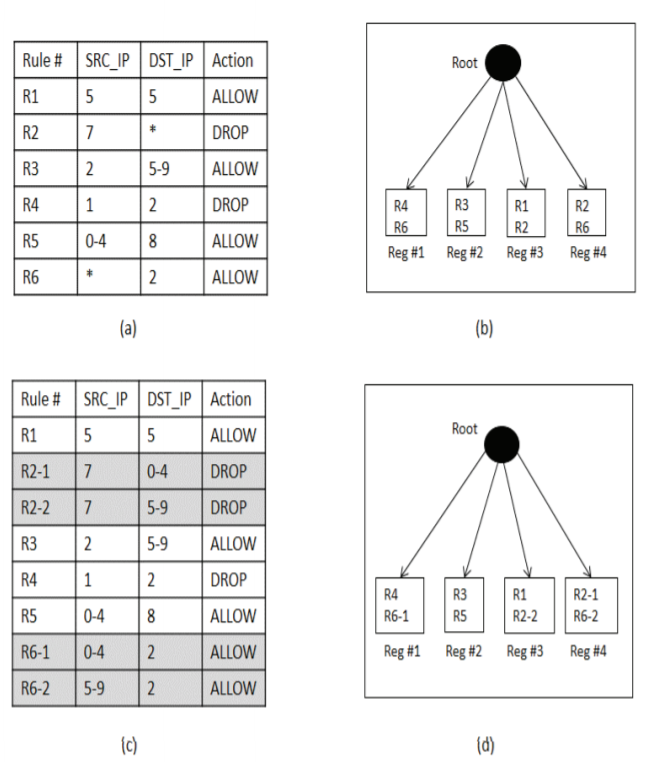 Rule # SRC_IP DST_IP Action
R1 5 5 ALLOW
R2 7 * DROP
R3 2 5-9 ALLOW
R4 1 2 DROP
R5 0-4 8 ALLOW
R6 * 2 ALLOW
(a)
Root
R4 R3 R1 R2
R6 R5 R2 R6
Reg #1 Reg #2 Reg #3 Reg #4
(b)
Rule # SRC_IP DST_IP Action
R1 5 5 ALLOW
R2-1 7 0-4 DROP
R2-2 7 5-9 DROP
R3 2 5-9 ALLOW
R4 1 2 DROP
R5 0-4 8 ALLOW
R6-1 0-4 2 ALLOW
R6-2 5-9 2 ALLOW
(c)
Root
R4 R3 R1 R2-1
R6-1 R5 R2-2 R6-2
Reg #1 Reg #2 Reg #3 Reg #4
(d)